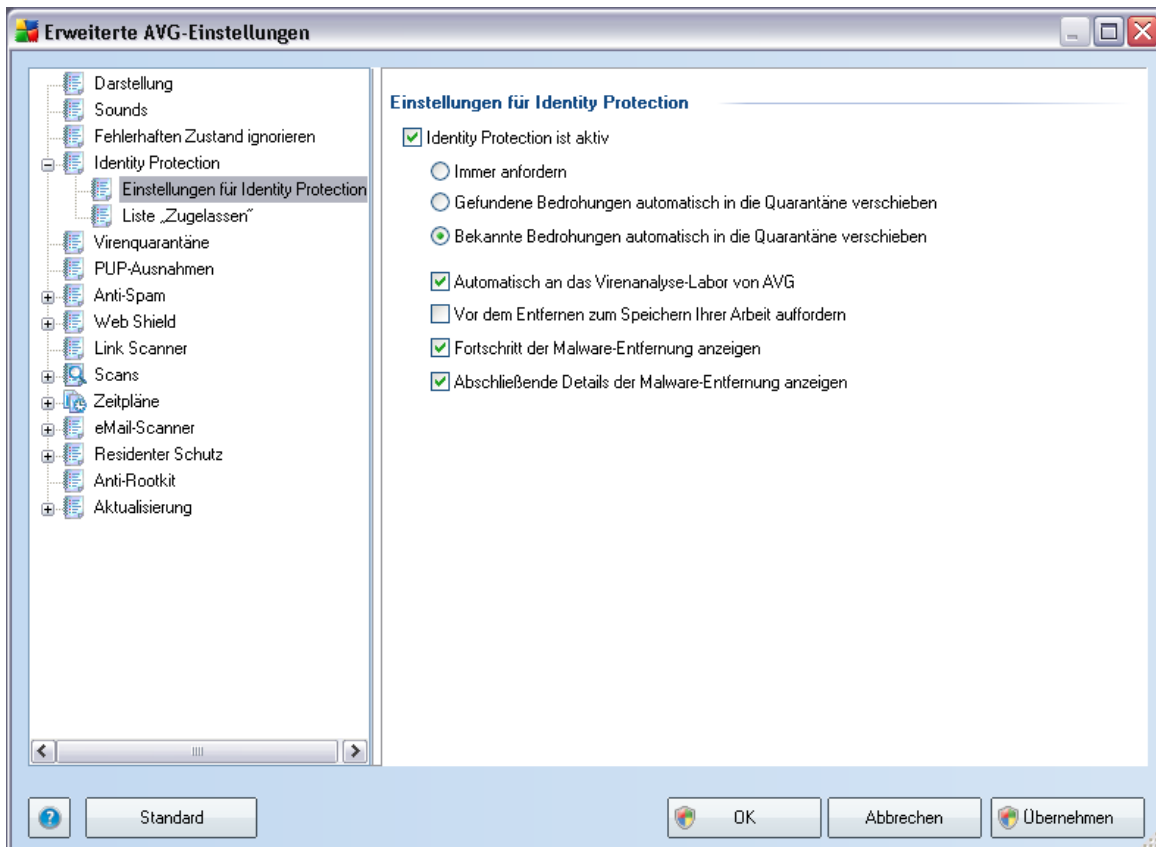 Erweiterte AVG-Einstellungen
Darstellung
Sounds
Fehlerhaften Zustand ignorieren
Identity Protection
Einstellungen für Identity Protection
Liste „Zugelassen“
Virenquarantäne
PUP-Ausnahmen
Anti-Spam
Web Shield
Link Scanner
Scans
Zeitpläne
eMail-Scanner
Residenter Schutz
Anti-Rootkit
Aktualisierung
Einstellungen für Identity Protection
Identity Protection ist aktiv
Immer anfordern
Gefundene Bedrohungen automatisch in die Quarantäne verschieben
Bekannte Bedrohungen automatisch in die Quarantäne verschieben
Automatisch an das Virenanalyse-Labor von AVG
Vor dem Entfernen zum Speichern Ihrer Arbeit auffordern
Fortschritt der Malware-Entfernung anzeigen
Abschließende Details der Malware-Entfernung anzeigen
Standard
OK
Abbrechen
Übernehmen